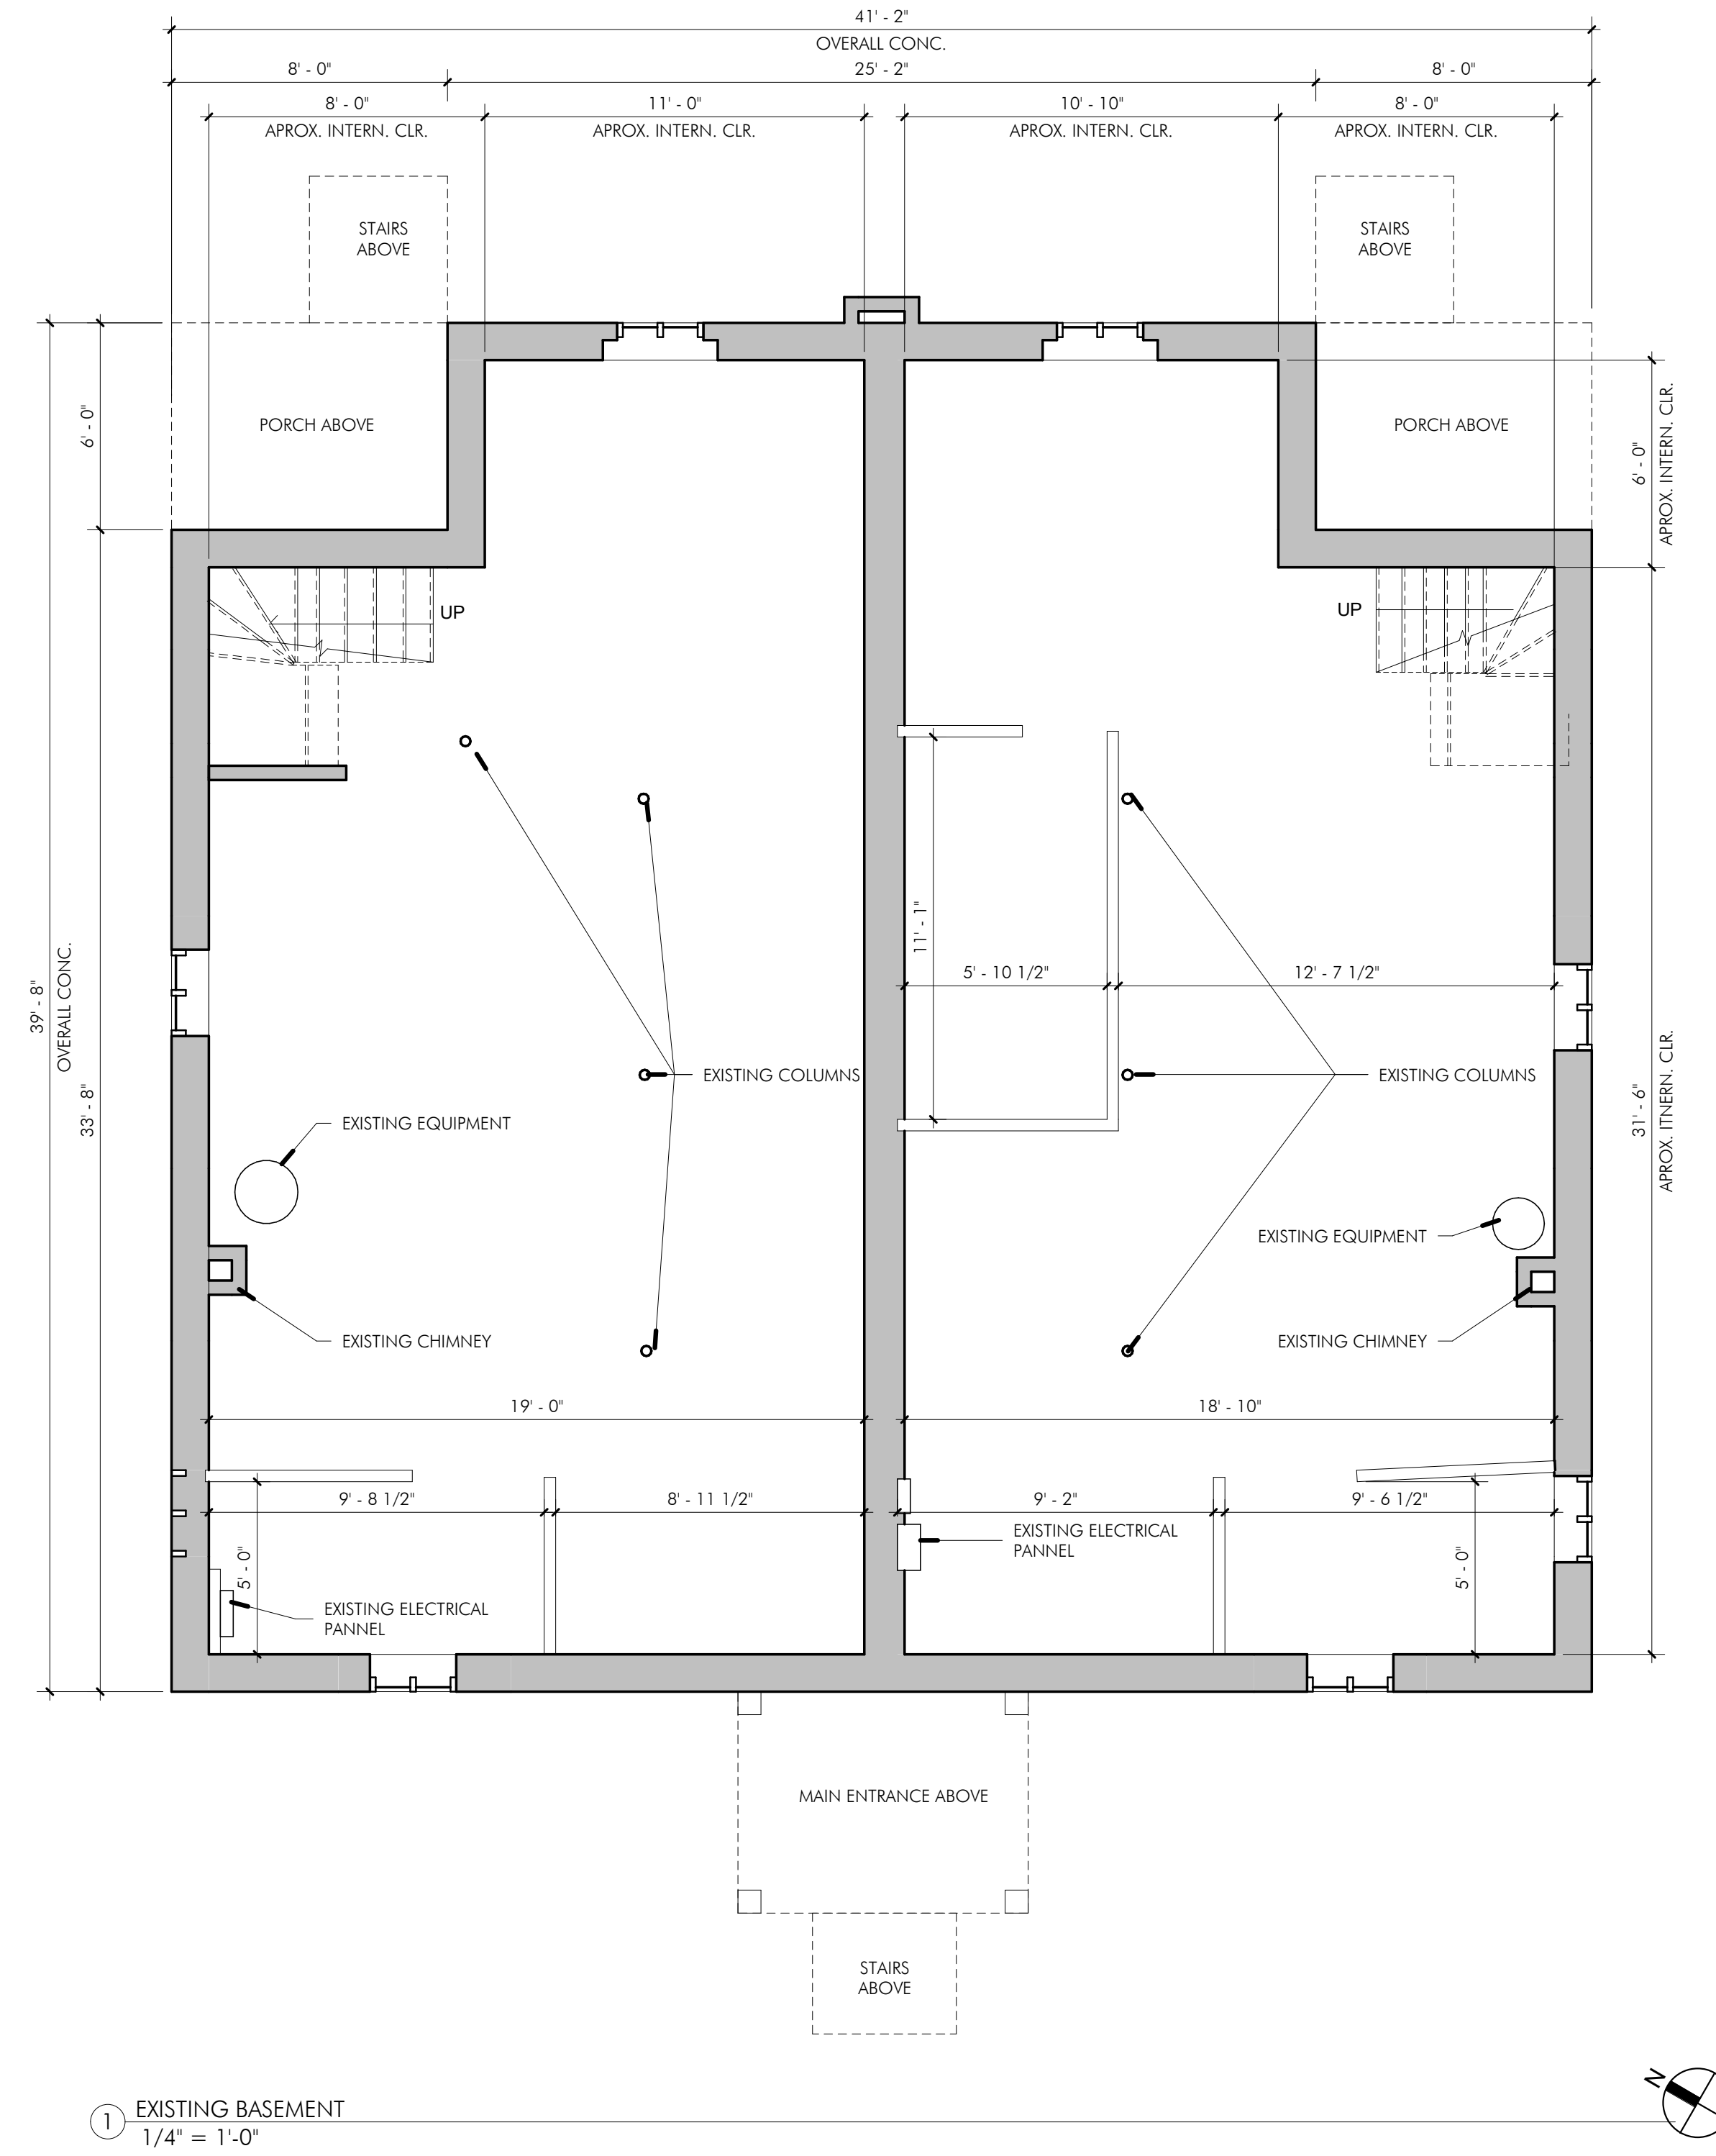 41' - 2"
OVERALL CONC.
8' - 0"
25' - 2"
8' - 0"
8' - 0"
11' - 0"
10' - 10"
8' - 0"
APROX. INTERN. CLR.
APROX. INTERN. CLR.
APROX. INTERN. CLR.
APROX. INTERN. CLR.
STAIRS
ABOVE
STAIRS
ABOVE
6' - 0"
PORCH ABOVE
PORCH ABOVE
6' - 0"
APROX. INTERN. CLR.
UP
UP
11' - 1"
5' - 10 1/2"
12' - 7 1/2"
39' - 8"
OVERALL CONC.
33' - 8"
EXISTING COLUMNS
EXISTING COLUMNS
31' - 6"
APROX. ITNERN. CLR.
EXISTING EQUIPMENT
EXISTING EQUIPMENT
EXISTING CHIMNEY
EXISTING CHIMNEY
19' - 0"
18' - 10"
9' - 8 1/2"
8' - 11 1/2"
9' - 2"
9' - 6 1/2"
EXISTING ELECTRICAL
PANNEL
5' - 0"
5' - 0"
EXISTING ELECTRICAL
PANNEL
MAIN ENTRANCE ABOVE
STAIRS
ABOVE
N
1
EXISTING BASEMENT
1/4" = 1'-0"